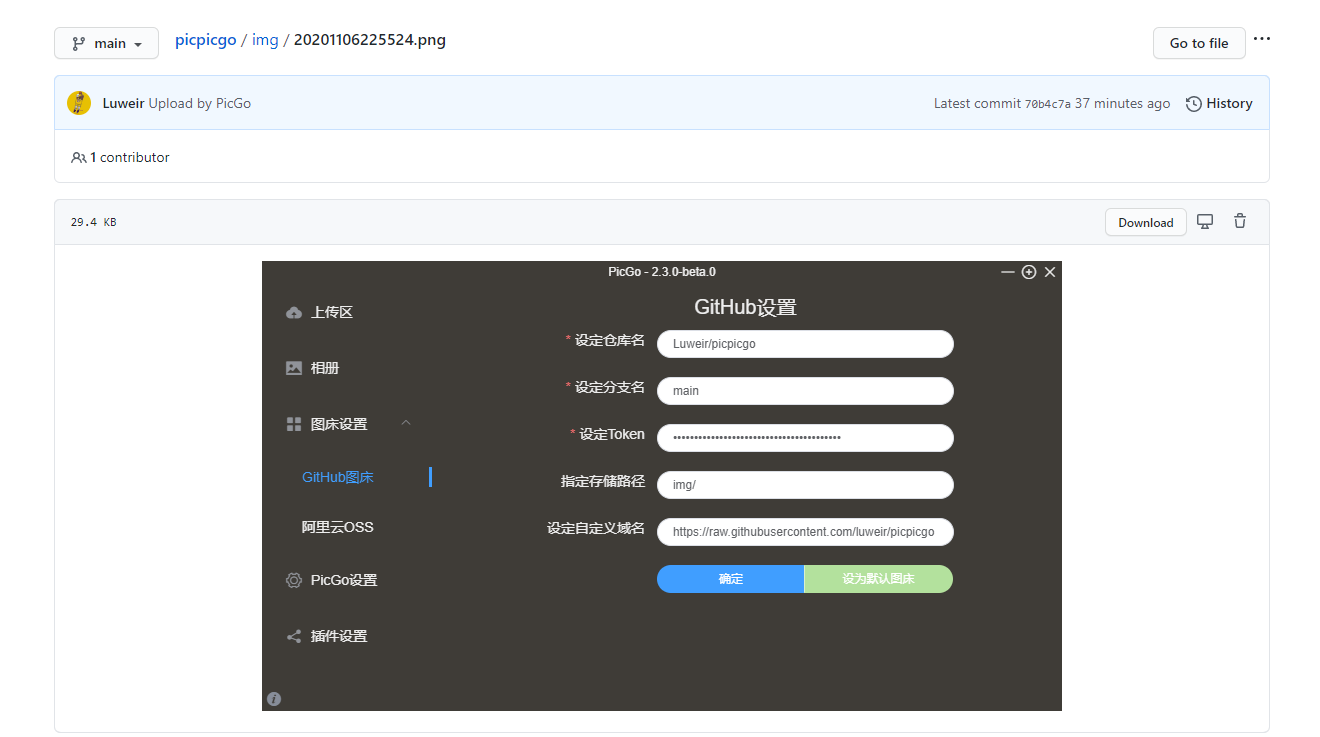 main
picpicgo / img / 20201106225524.png
Go to file
Luweir Upload by PicGo
Latest commit 70b4c7a 37 minutes ago
History
1 contributor
29.4 KB
Download
PicGo - 2.3.0-beta.0
上传区
相册
图床设置
GitHub图床
阿里云OSS
PicGo设置
插件设置
GitHub设置
* 设定仓库名
Luweir/picpicgo
* 设定分支名
main
* 设定Token
指定存储路径
img/
设定自定义域名
https://raw.githubusercontent.com/luweir/picpicgo
确定
设为默认图床